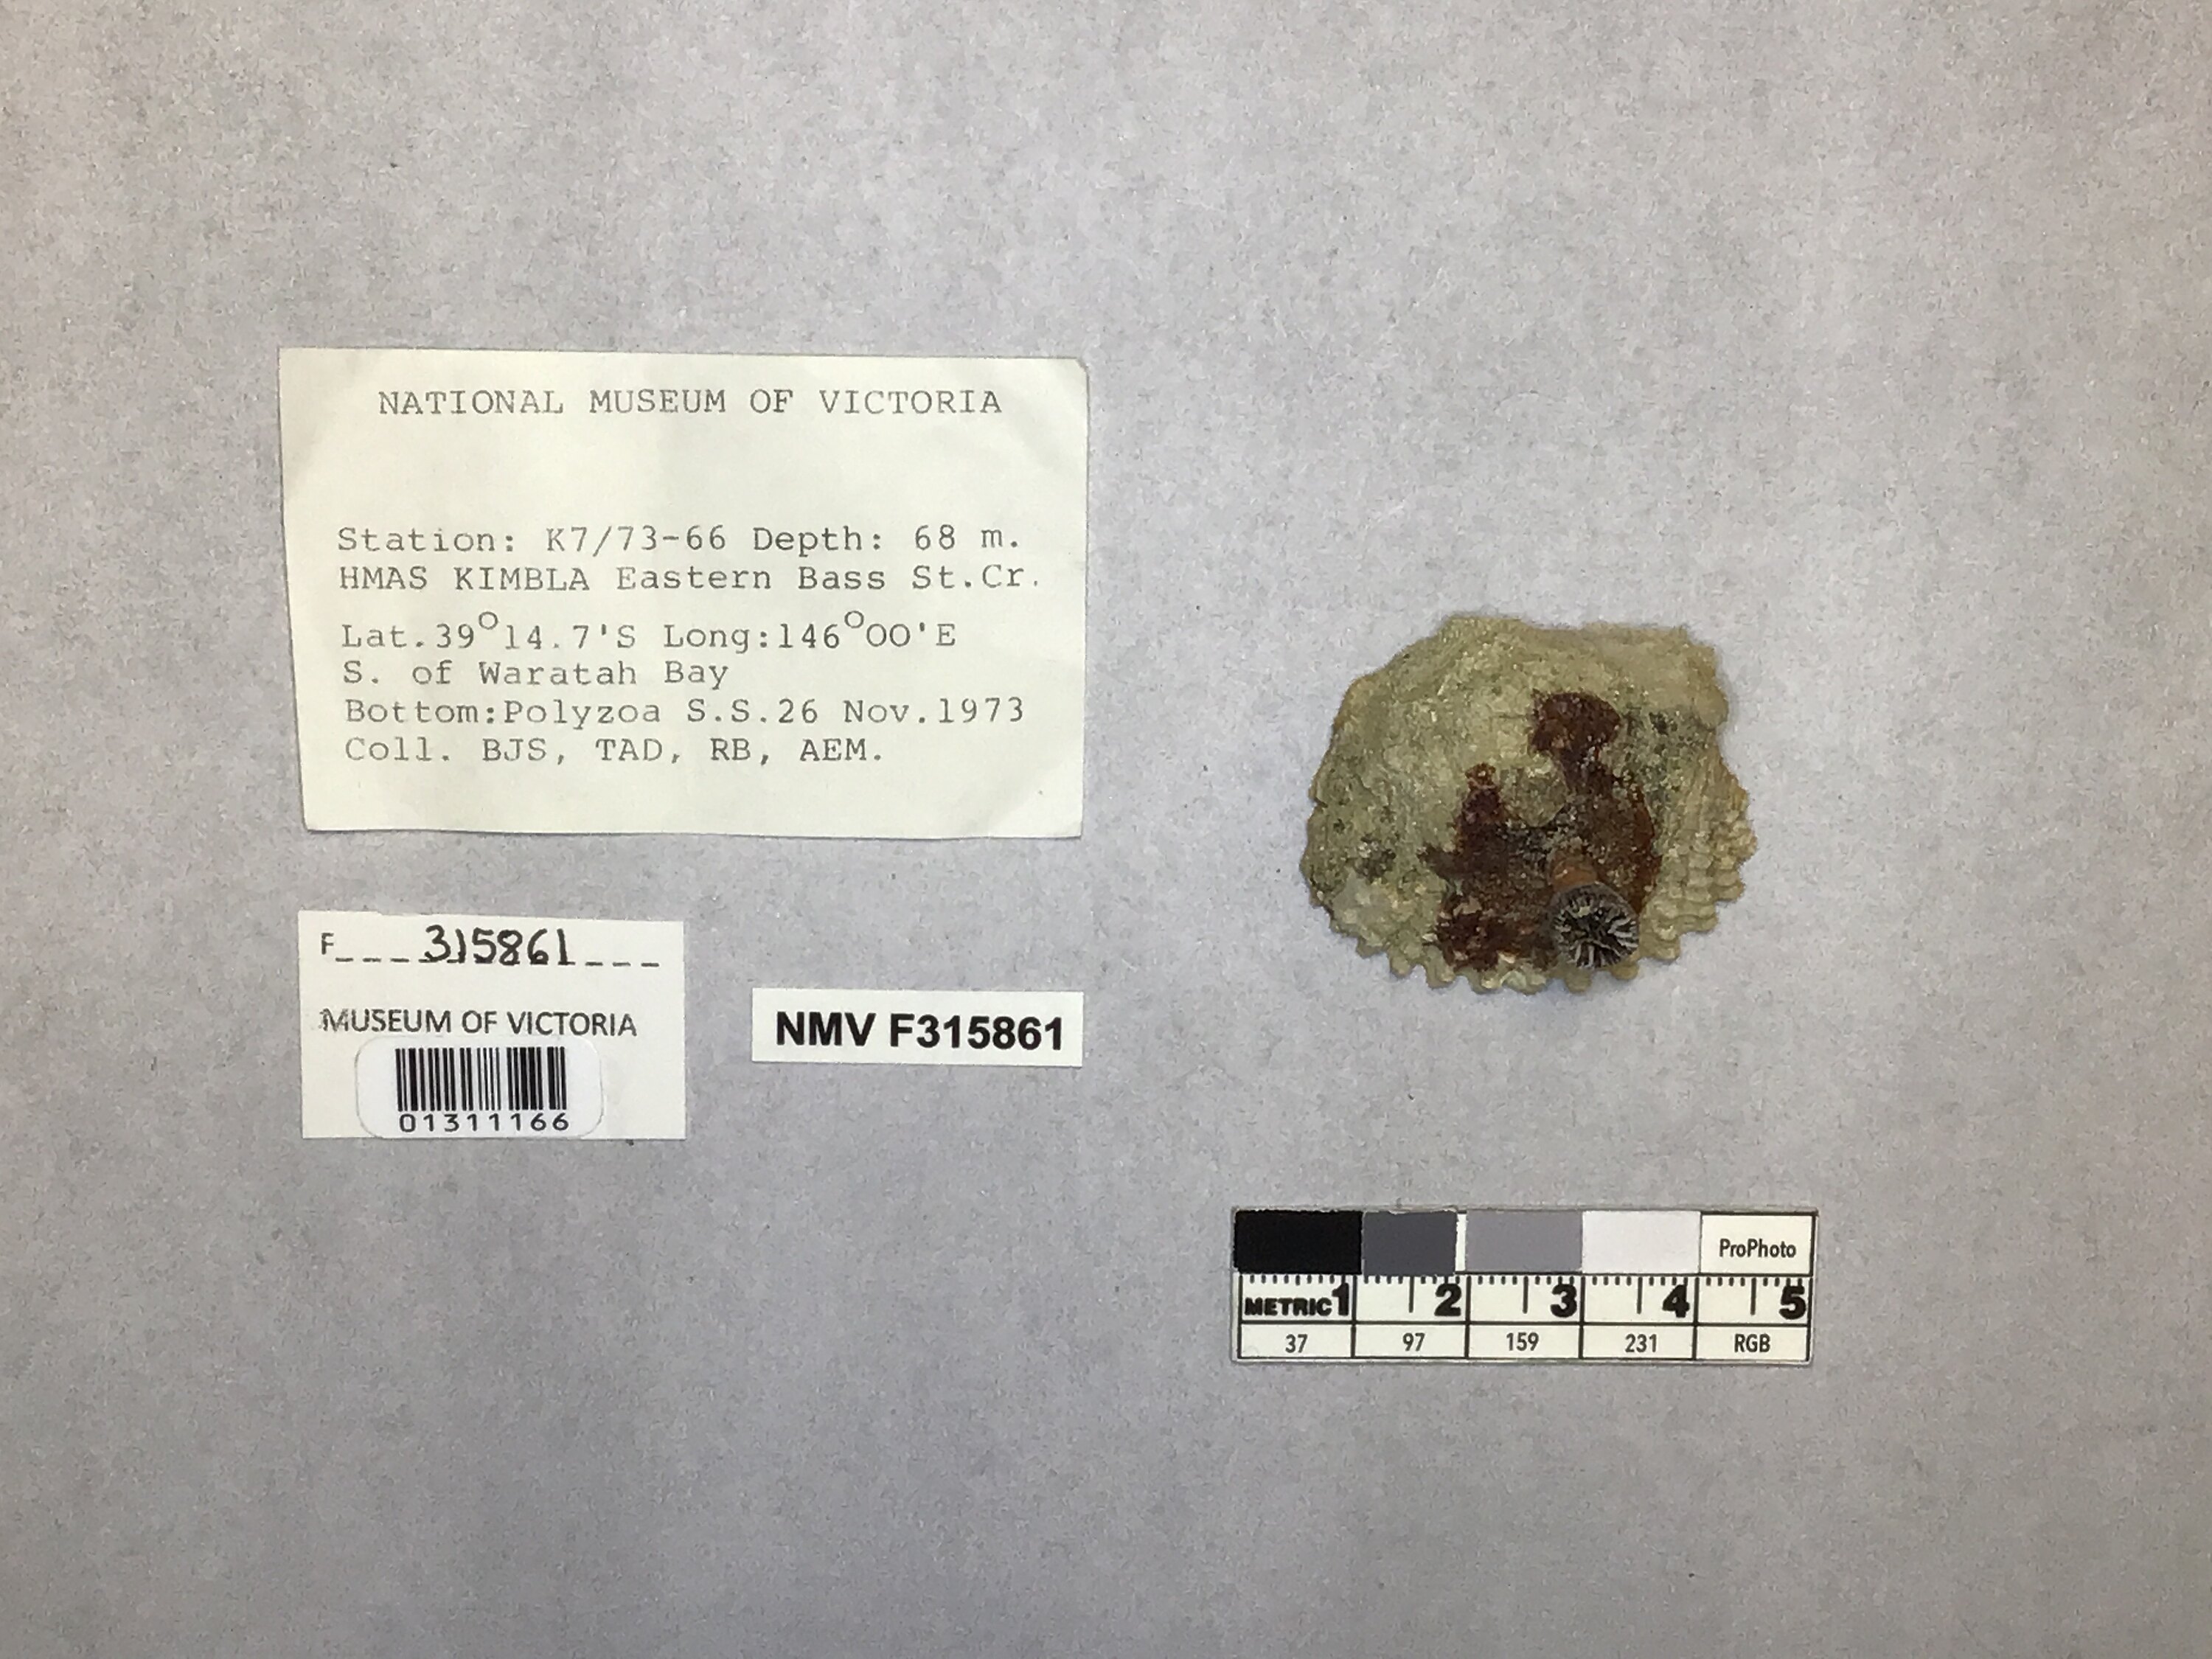 NATIONAL MUSEUM OF VICTORIA
Station: K7/73-66 Depth: 68 m.
HMAS KIMBLA Eastern Bass St.Cr.
Lat.39°14.7'S Long:146°00'E
S. of Waratah Bay
Bottom:Polyzoa S.S.26 Nov.1973
Coll. BJS, TAD, RB, AEM.
F___315861___
MUSEUM OF VICTORIA
01311166
NMV F315861
ProPhoto
METRIC 1 2 3 4 5
37 97 159 231 RGB